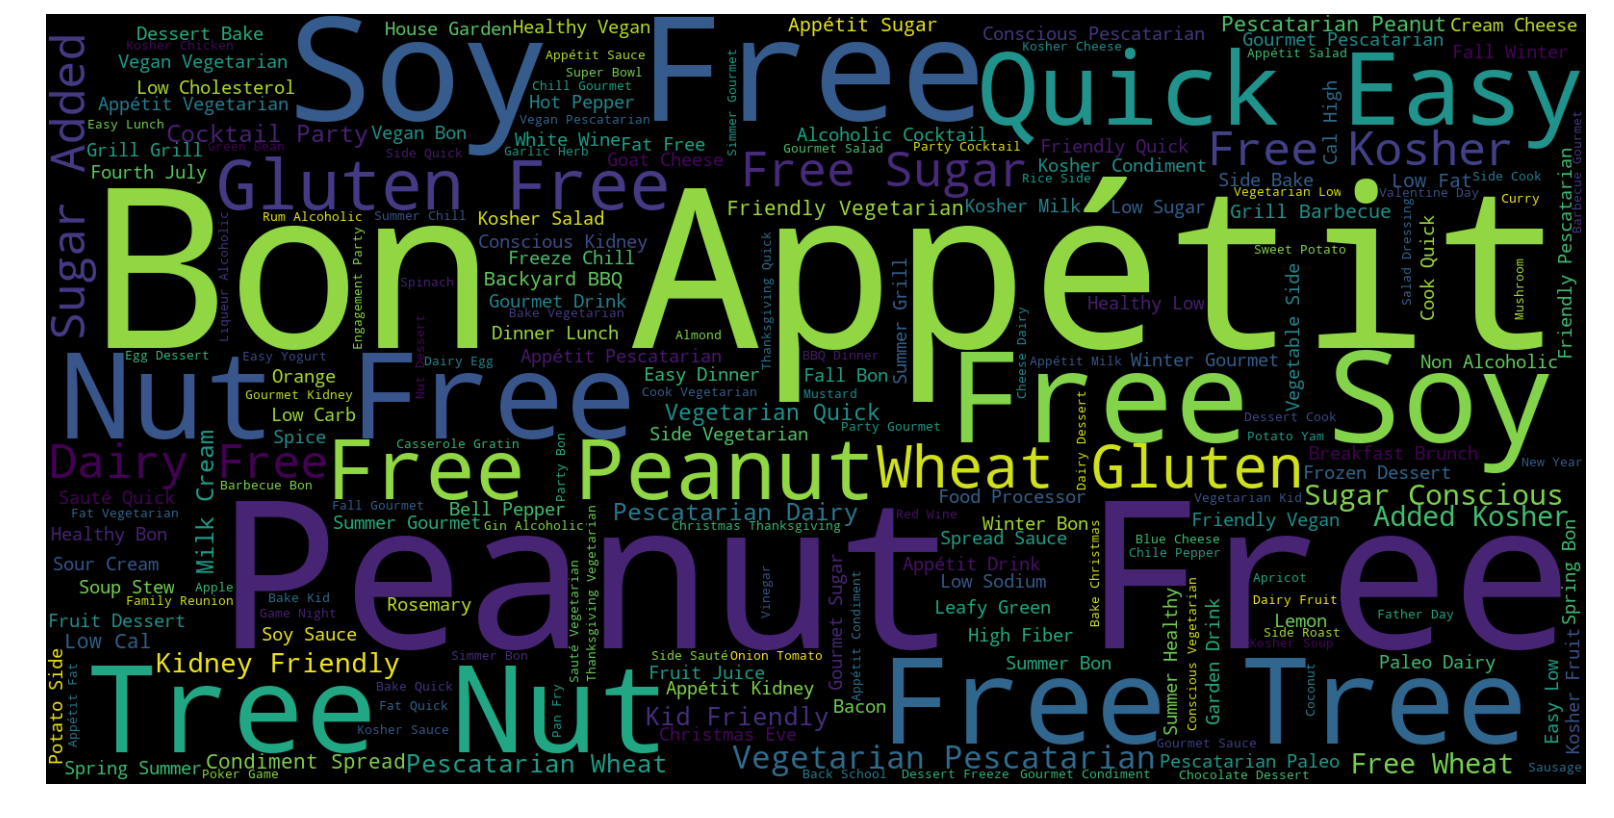 Dessert Bake
House Garden
Healthy Vegan
Appétit Sugar
Conscious Pescatarian
Pescatarian Peanut
Cream Cheese
Kosher Chicken
Vegan Vegetarian
Appétit Sauce
Kosher Cheese
Gourmet Pescatarian
Appétit Salad
Fall Winter
Sugar Added
Soy Free
Quick Easy
Super Bowl
Low Cholesterol
Chill Gourmet
Appétit Vegetarian
Hot Pepper
Vegan Pescatarian
Simmer Gourmet
Cal High
Easy Lunch
Cocktail Party
Vegan Bon
White Wine
Fat Free
Alcoholic Cocktail
Party Cocktail
Friendly Quick
Free Kosher
Grill Grill
Green Bean
Side Quick
Garlic Herb
Goat Cheese
Gourmet Salad
Kosher Condiment
Barbecue Gourmet
Fourth July
Gluten Free
Free Sugar
Rice Side
Side Bake
Low Fat
Side Cook
Vegetarian Low
Valentine Day
Curry
Bon Appétit
Rum Alcoholic
Summer Chill
Kosher Salad
Friendly Vegetarian
Kosher Milk
Low Sugar
Grill Barbecue
Liqueur Alcoholic
Engagement Party
Conscious Kidney
Freeze Chill
Backyard BBQ
Spinach
Gourmet Drink
Bake Vegetarian
Dinner Lunch
Almond
Thanksgiving Quick
Summer Grill
Healthy Low
Sweet Potato
Vegetable Side
Salad Dressing
Cook Quick
Mushroom
Friendly Pescatarian
Egg Dessert
Easy Yogurt
Nut Dessert
Dairy Egg
Appétit Pescatarian
BBQ Dinner
Cheese Dairy
Appétit Milk
Winter Gourmet
Non Alcoholic
Nut Free
Orange
Gourmet Kidney
Low Carb
Spice
Easy Dinner
Cook Vegetarian
Fall Bon
Mustard
Free Soy
Vegetarian Quick
Party Gourmet
Dessert Cook
Potato Yam
Side Vegetarian
Casserole Gratin
Party Bon
Dairy Dessert
Breakfast Brunch
New Year
Dairy Free
Free Peanut
Wheat Gluten
Frozen Dessert
Milk Cream
Barbecue Bon
Sauté Quick
Fat Vegetarian
Fall Gourmet
Bell Pepper
Food Processor
Vegetarian Kid
Sugar Conscious
Summer Gourmet
Gin Alcoholic
Pescatarian Dairy
Christmas Thanksgiving
Red Wine
Winter Bon
Friendly Vegan
Added Kosher
Healthy Bon
Peanut Free
Spread Sauce
Blue Cheese
Chile Pepper
Bake Christmas
Spring Bon
Sour Cream
Appétit Drink
Low Sodium
Soup Stew
Apple
Bake Kid
Family Reunion
Game Night
Rosemary
Sauté Vegetarian
Thanksgiving Vegetarian
Vinegar
Gourmet Sugar
Appétit Condiment
Leafy Green
Apricot
Dairy Fruit
Father Day
Fruit Dessert
Low Cal
Soy Sauce
High Fiber
Summer Healthy
Conscious Vegetarian
Garden Drink
Lemon
Side Roast
Kosher Soup
Potato Side
Appétit Fat
Kidney Friendly
Simmer Bon
Side Sauté
Onion Tomato
Fruit Juice
Summer Bon
Coconut
Paleo Dairy
Easy Low
Kosher Fruit
Tree Nut
Bake Quick
Fat Quick
Kosher Sauce
Pan Fry
Appétit Kidney
Kid Friendly
Bacon
Christmas Eve
Free Tree
Gourmet Sauce
Spring Summer
Poker Game
Condiment Spread
Pescatarian Wheat
Vegetarian Pescatarian
Back School
Dessert Freeze
Gourmet Condiment
Pescatarian Paleo
Chocolate Dessert
Free Wheat
Sausage